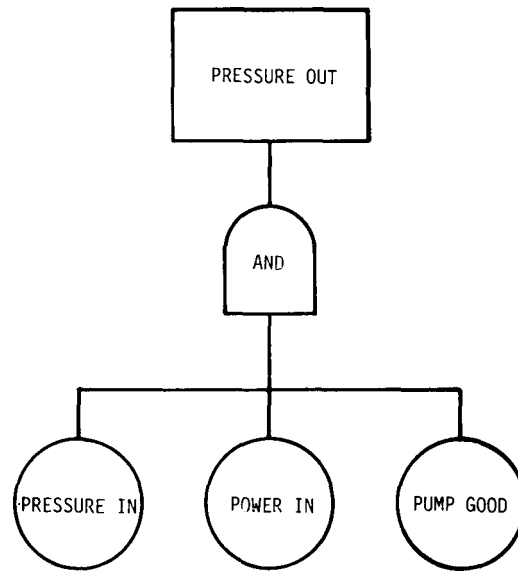 PRESSURE OUT
AND
PRESSURE IN
POWER IN
PUMP GOOD